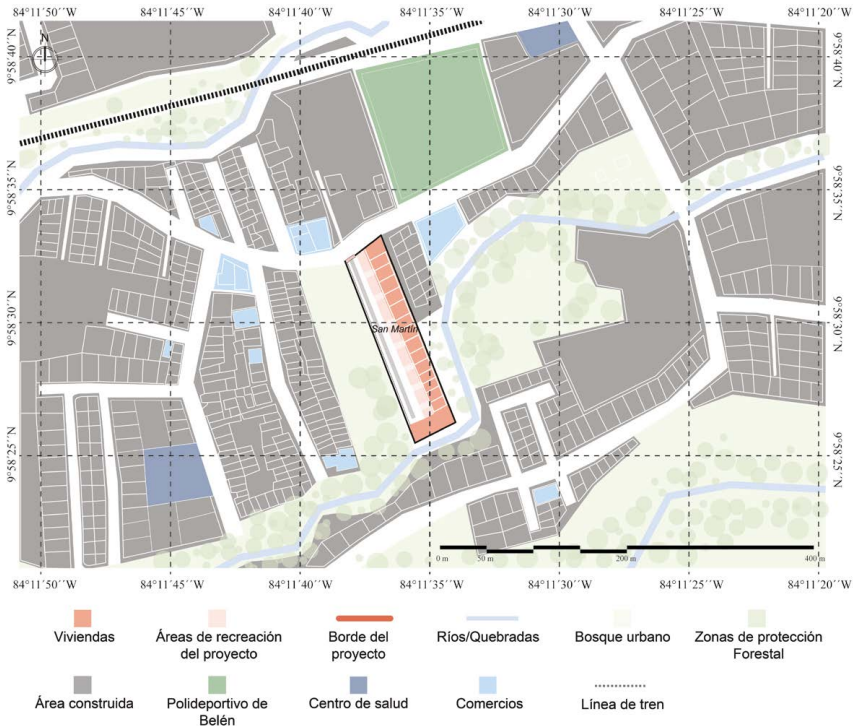 84°11'50''W 84°11'45''W 84°11'40''W 84°11'35''W 84°11'30''W 84°11'25''W 84°11'20''W
N
9°58'40''N 9°58'40''N
9°58'35''N 9°58'35''N
9°58'30''N 9°58'30''N
San Martín
9°58'25''N 9°58'25''N
0 m 50 m 200 m 400 m
84°11'50''W 84°11'45''W 84°11'40''W 84°11'35''W 84°11'30''W 84°11'25''W 84°11'20''W
Viviendas
Áreas de recreación
del proyecto
Borde del
proyecto
Ríos/Quebradas
Bosque urbano
Zonas de protección
Forestal
Área construida
Polideportivo de
Belén
Centro de salud
Comercios
Línea de tren